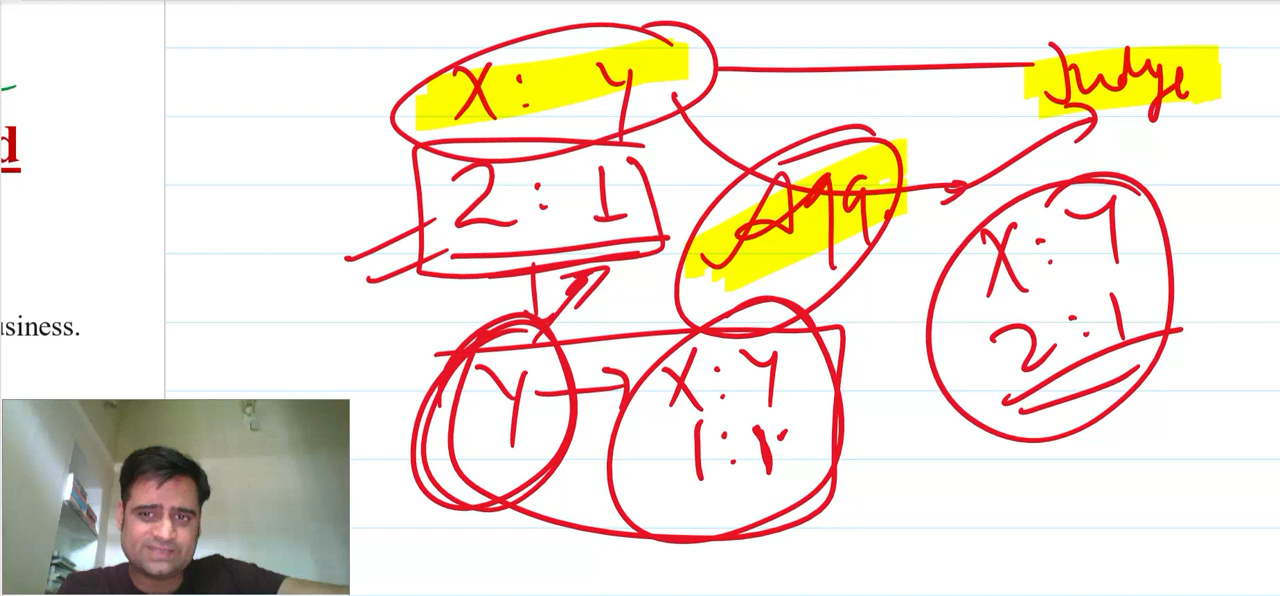 X : Y
Judge
2 : 1
Agg.
X : Y
2 : 1
d
usiness.
Y → X : Y
1 : 1